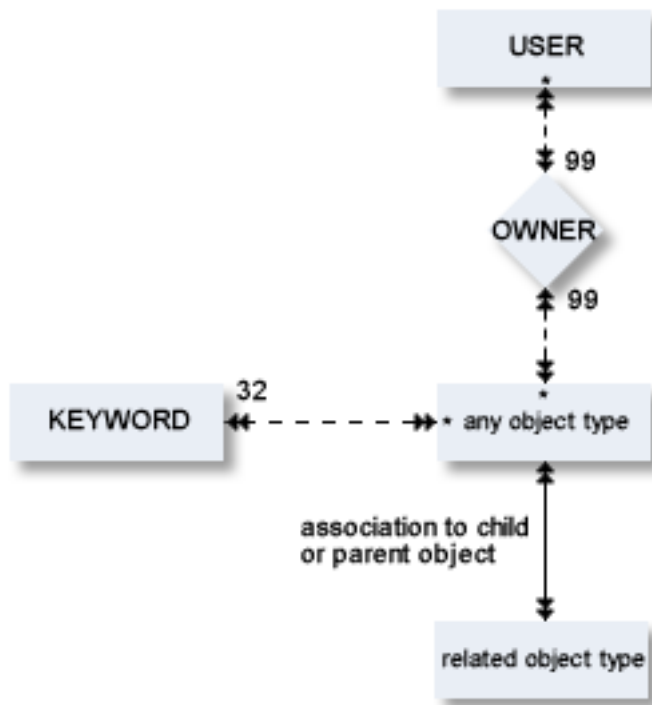 USER
*
99
OWNER
99
*
32
KEYWORD
* any object type
association to child
or parent object
related object type